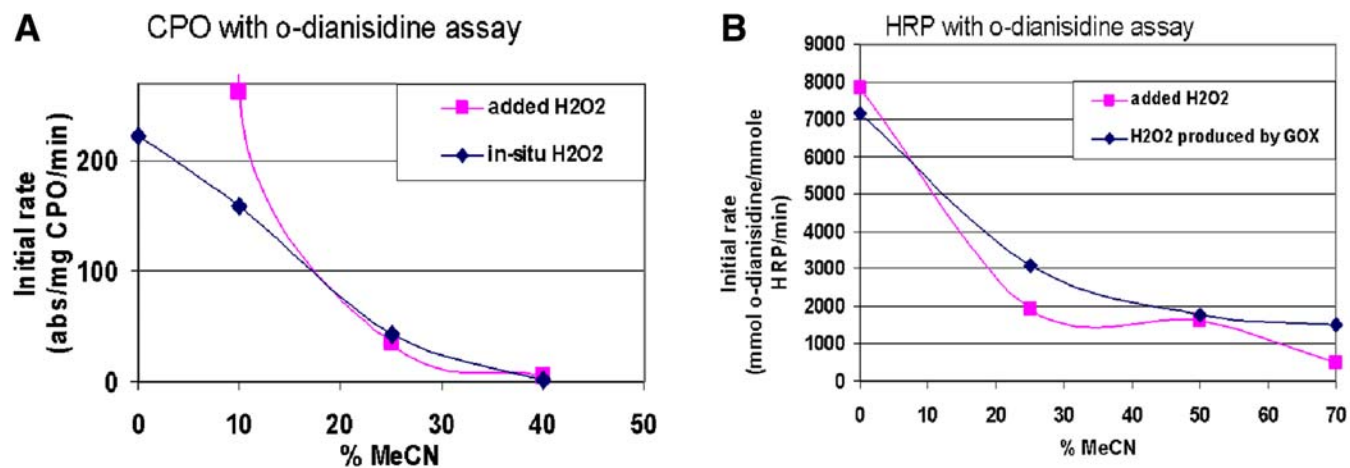 A
CPO with o-dianisidine assay
added H2O2
in-situ H2O2
Initial rate
(abs/mg CPO/min)
200
100
0
0 10 20 30 40 50
% MeCN
B
HRP with o-dianisidine assay
added H2O2
H2O2 produced by GOX
Initial rate
(mmol o-dianisidine/mmole
HRP/min)
9000
8000
7000
6000
5000
4000
3000
2000
1000
0
0 10 20 30 40 50 60 70
% MeCN